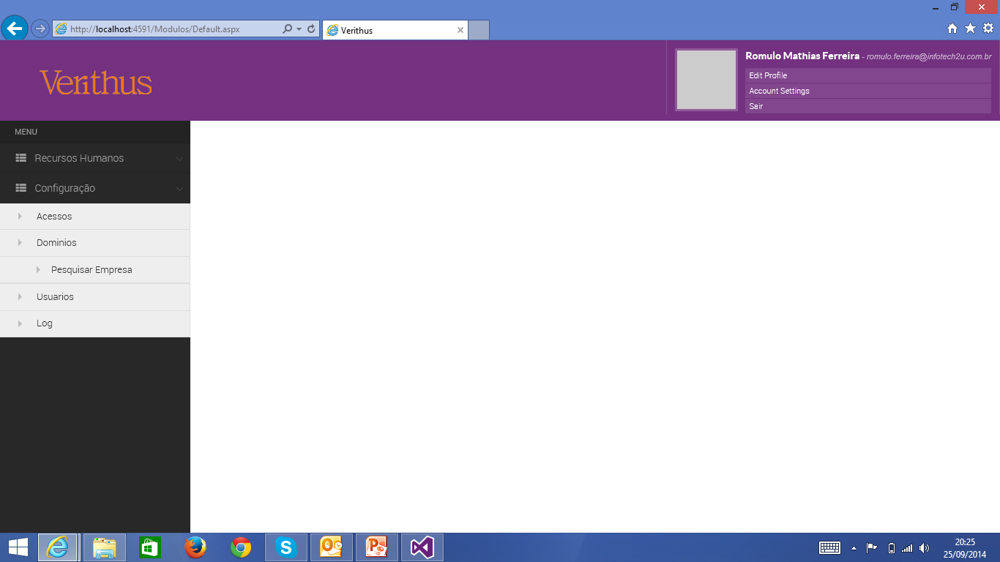 http://localhost:4591/Modulos/Default.aspx
Verithus
Verithus
Romulo Mathias Ferreira - romulo.ferreira@infotech2u.com.br
Edit Profile
Account Settings
Sair
MENU
Recursos Humanos
Configuração
Acessos
Dominios
Pesquisar Empresa
Usuarios
Log
20:25
25/09/2014